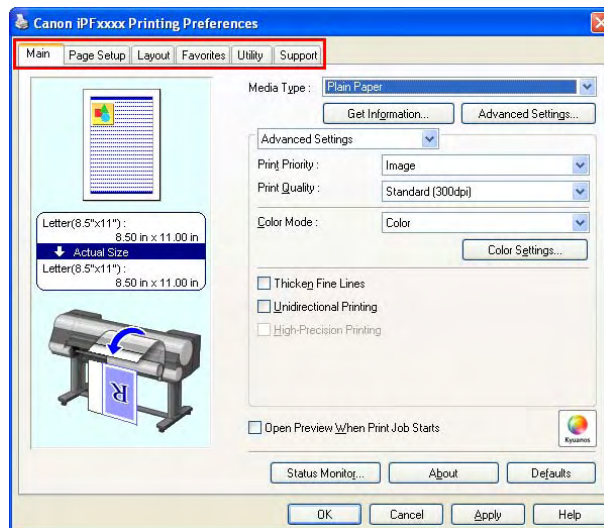 Canon iPFxxxx Printing Preferences
Main Page Setup Layout Favorites Utility Support
Media Type : Plain Paper
Get Information... Advanced Settings...
Advanced Settings
Print Priority : Image
Print Quality : Standard (300dpi)
Color Mode : Color
Color Settings...
Thicken Fine Lines
Unidirectional Printing
High-Precision Printing
Letter(8.5"x11") :
8.50 in x 11.00 in
Actual Size
Letter(8.5"x11") :
8.50 in x 11.00 in
R
Open Preview When Print Job Starts
Kyuanos
Status Monitor... About Defaults
OK Cancel Apply Help